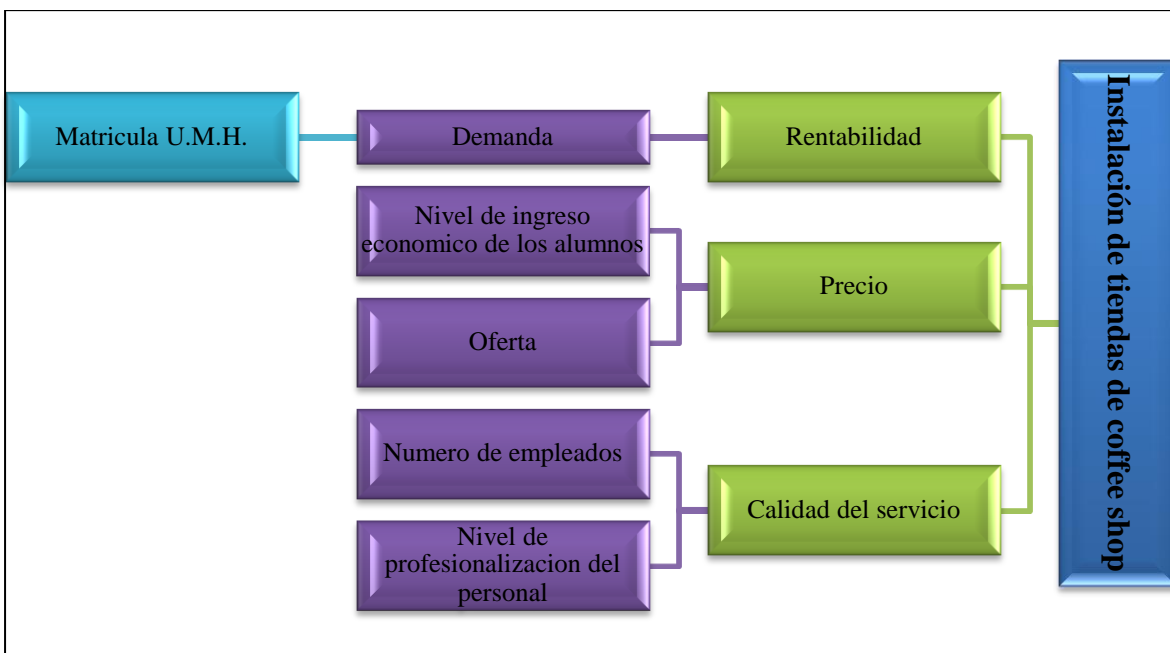 Matricula U.M.H.
Demanda
Rentabilidad
Nivel de ingreso
economico de los alumnos
Precio
Oferta
Numero de empleados
Calidad del servicio
Nivel de
profesionalizacion del
personal
Instalación de tiendas de coffee shop